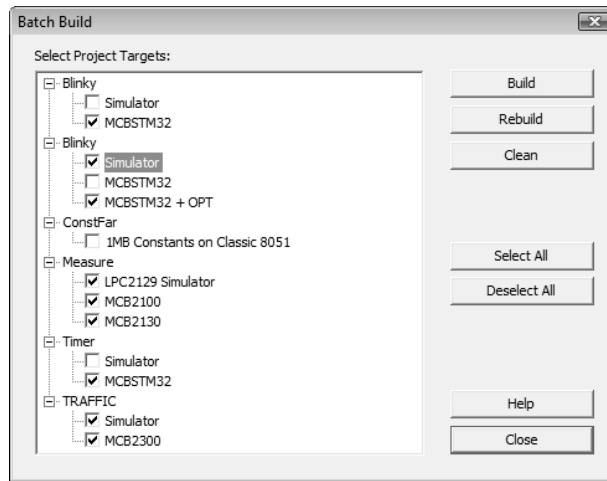 Batch Build
Select Project Targets:
Blinky
Simulator
MCBSTM32
Blinky
Simulator
MCBSTM32
MCBSTM32 + OPT
ConstFar
1MB Constants on Classic 8051
Measure
LPC2129 Simulator
MCB2100
MCB2130
Timer
Simulator
MCBSTM32
TRAFFIC
Simulator
MCB2300
Build
Rebuild
Clean
Select All
Deselect All
Help
Close